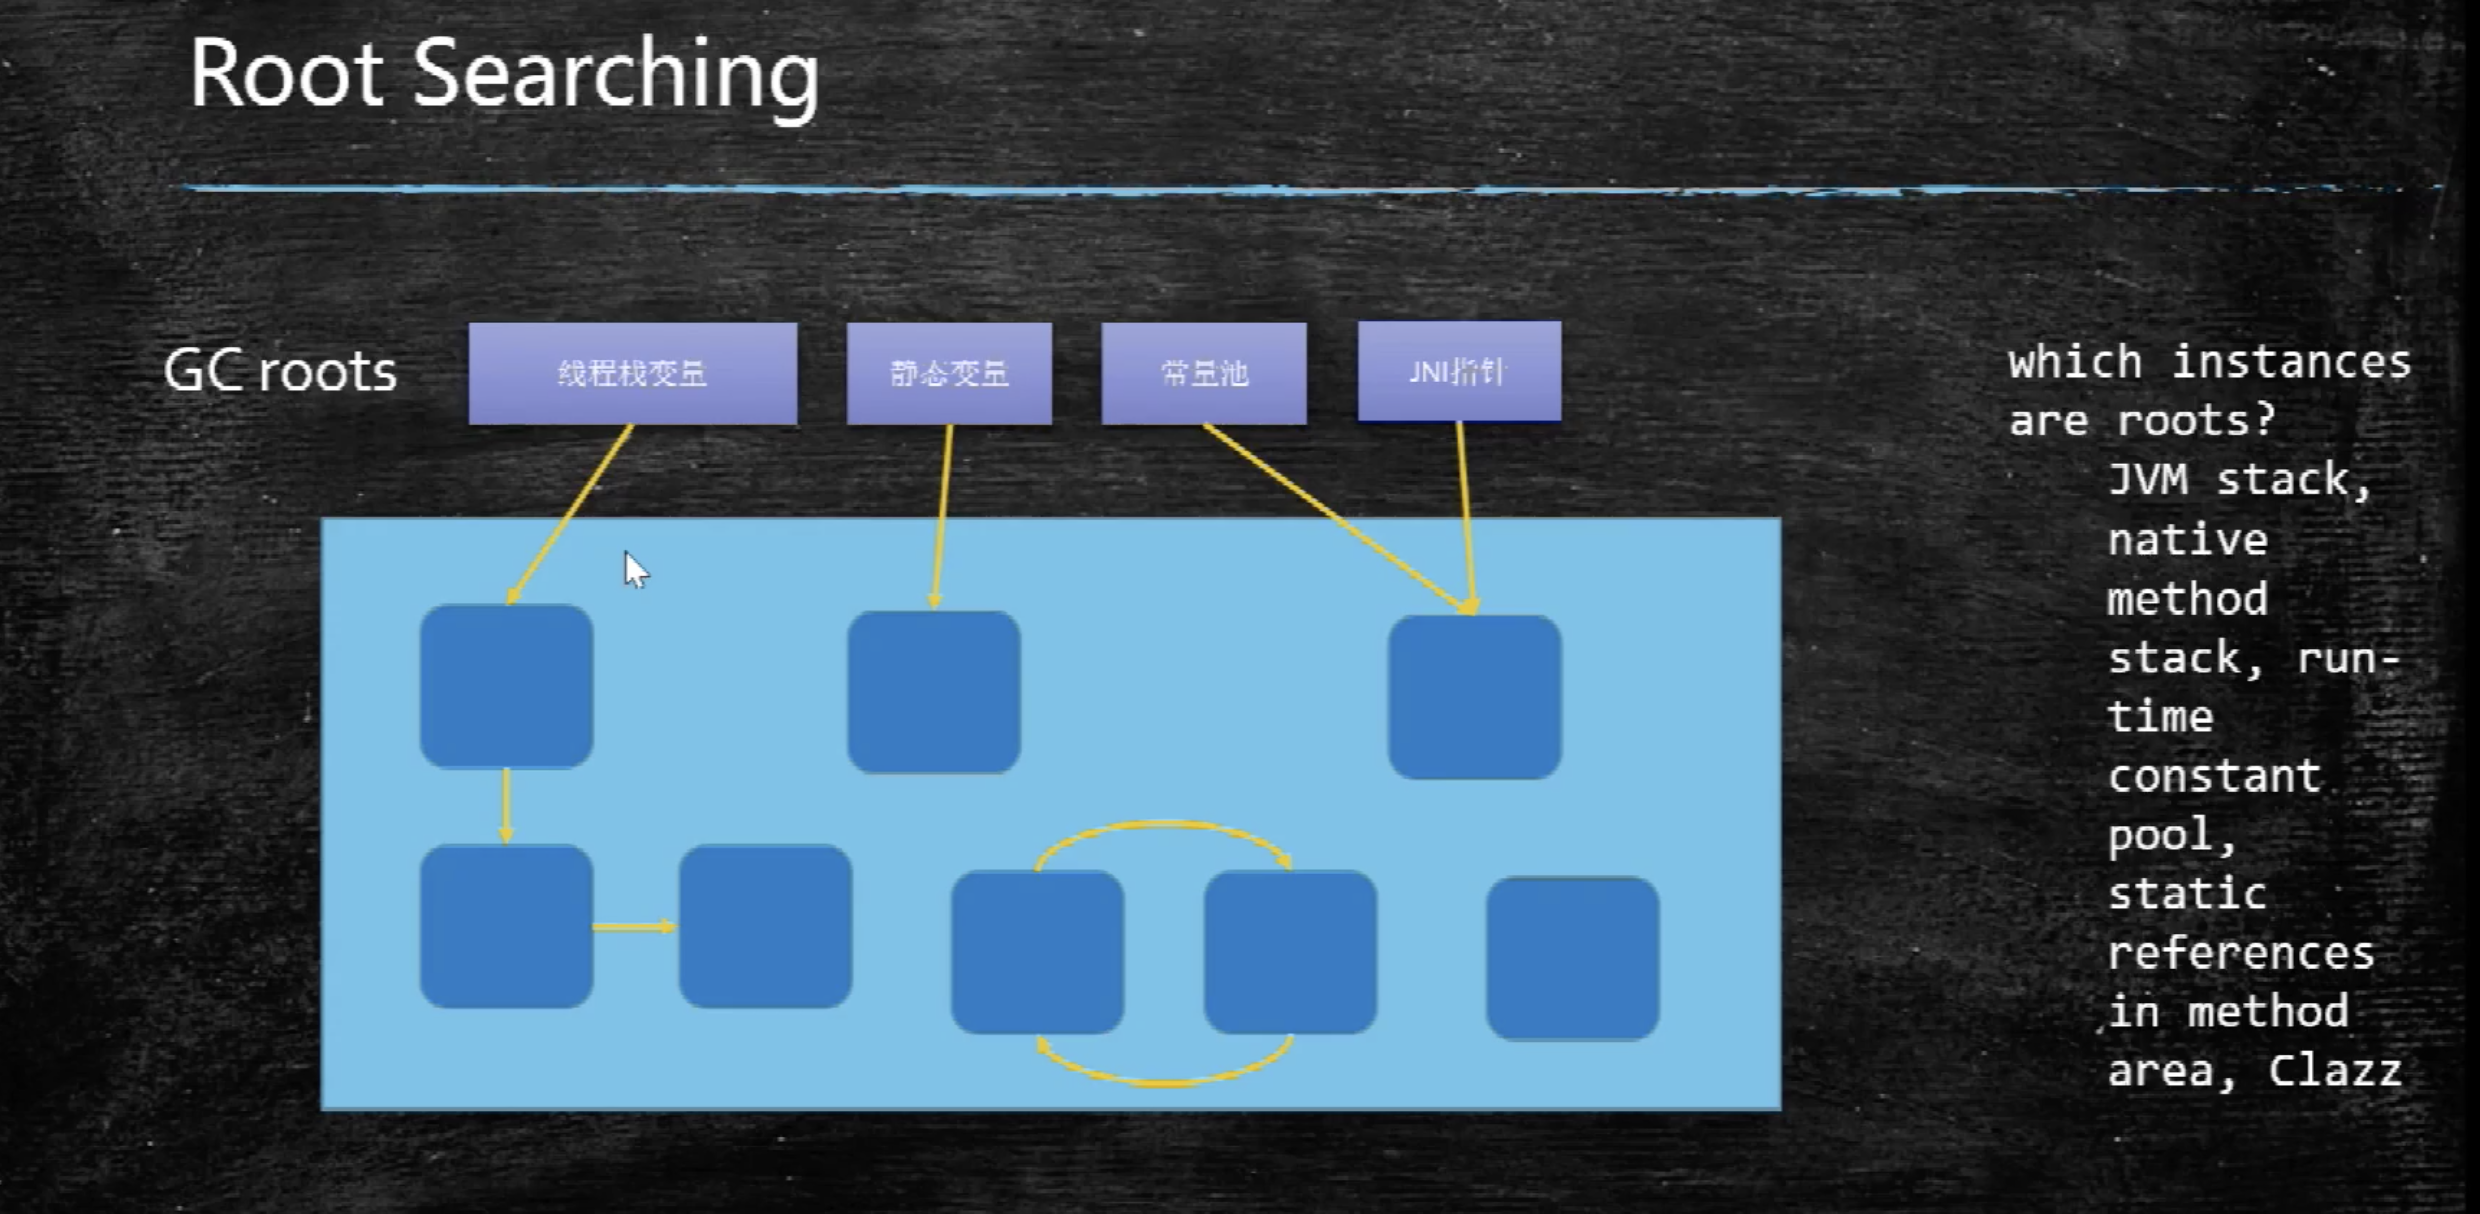 Root Searching
GC roots
线程栈变量
静态变量
常量池
JNI指针
which instances
are roots?
JVM stack,
native
method
stack, run-
time
constant
pool,
static
references
in method
area, Clazz